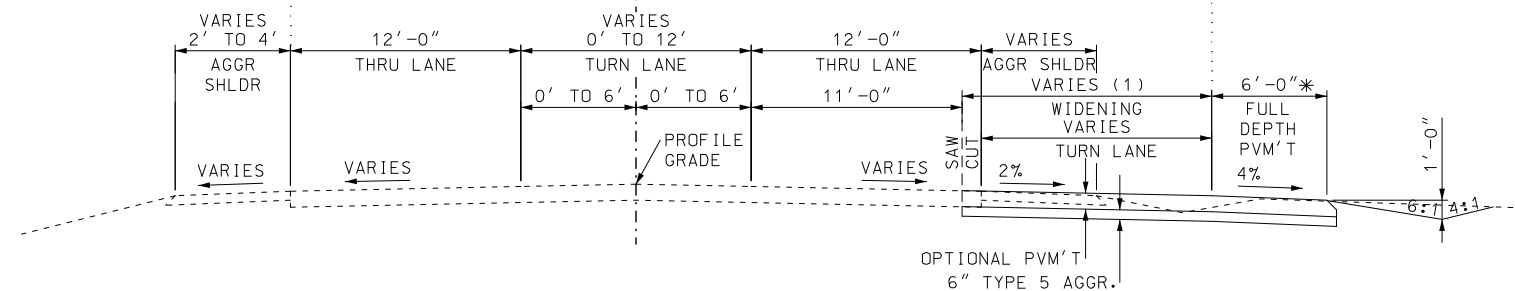 VARIES
2' TO 4'
AGGR
SHLDR
12'-0"
THRU LANE
VARIES
0' TO 12'
TURN LANE
0' TO 6'
0' TO 6'
12'-0"
THRU LANE
11'-0"
VARIES
AGGR SHLDR
VARIES (1)
WIDENING
VARIES
TURN LANE
6'-0"*
FULL
DEPTH
PVM'T
SAW
CUT
PROFILE
GRADE
VARIES
VARIES
VARIES
2%
4%
1'-0"
6:1
4:1
OPTIONAL PVM'T
6" TYPE 5 AGGR.